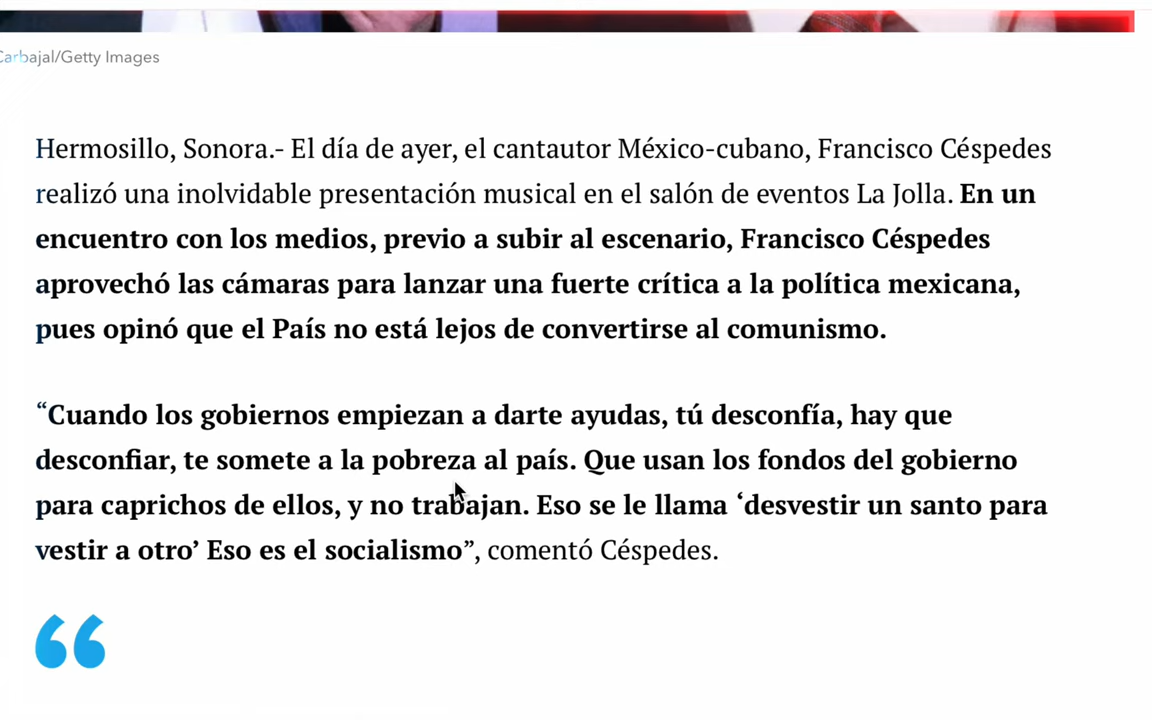 Carbajal/Getty Images
Hermosillo, Sonora.- El día de ayer, el cantautor México-cubano, Francisco Céspedes
realizó una inolvidable presentación musical en el salón de eventos La Jolla. En un
encuentro con los medios, previo a subir al escenario, Francisco Céspedes
aprovechó las cámaras para lanzar una fuerte crítica a la política mexicana,
pues opinó que el País no está lejos de convertirse al comunismo.
“Cuando los gobiernos empiezan a darte ayudas, tú desconfía, hay que
desconfiar, te somete a la pobreza al país. Que usan los fondos del gobierno
para caprichos de ellos, y no trabajan. Eso se le llama ‘desvestir un santo para
vestir a otro’ Eso es el socialismo”, comentó Céspedes.
“